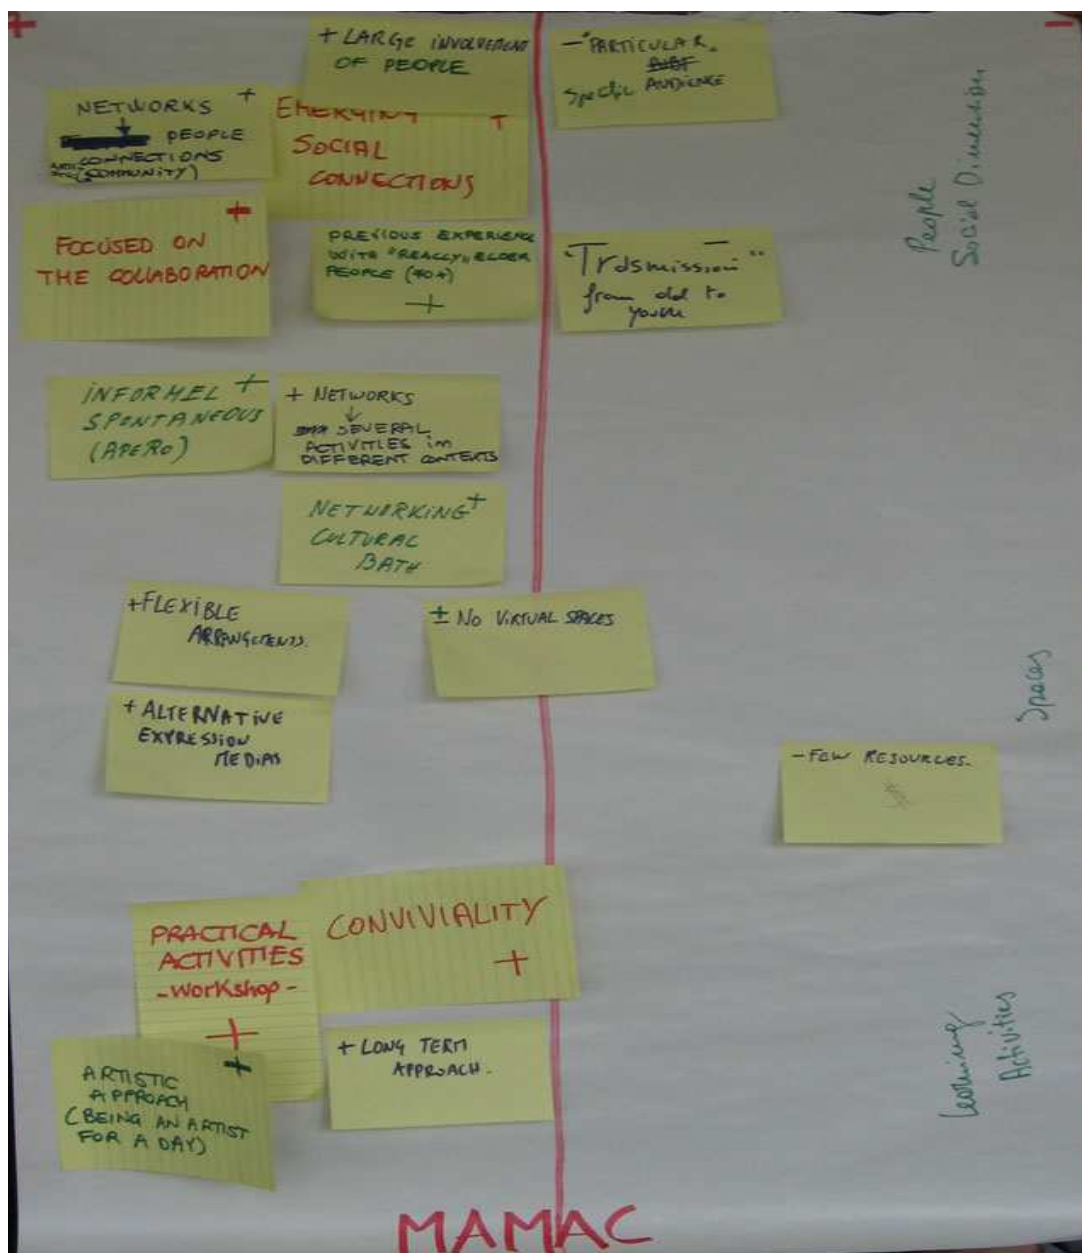 +
-
+ LARGE INVOLVEMENT
OF PEOPLE
- "PARTICULAR
Specific AUDIENCE
NETWORKS +
PEOPLE
CONNECTIONS
(COMMUNITY)
EMERGING +
SOCIAL
CONNECTIONS
People
Social Dimension
+
FOCUSED ON
THE COLLABORATION
PREVIOUS EXPERIENCE
WITH "REALLY" ELDER
PEOPLE (40+)
+
"Trasmission"
from old to
youth
INFORMEL +
SPONTANEOUS
(APERO)
+ NETWORKS
SEVERAL
ACTIVITIES in
DIFFERENT CONTEXTS
NETWORKING +
CULTURAL
BATH
+ FLEXIBLE
ARRANGEMENTS.
± NO VIRTUAL SPACES
Spaces
+ ALTERNATIVE
EXPRESSION
MEDIAS
- FEW RESOURCES.
PRACTICAL
ACTIVITIES
- workshop -
+
CONVIVIALITY
+
Learning
Activities
+ LONG TERM
APPROACH.
+
ARTISTIC
APPROACH
(BEING AN ARTIST
FOR A DAY)
MAMAC